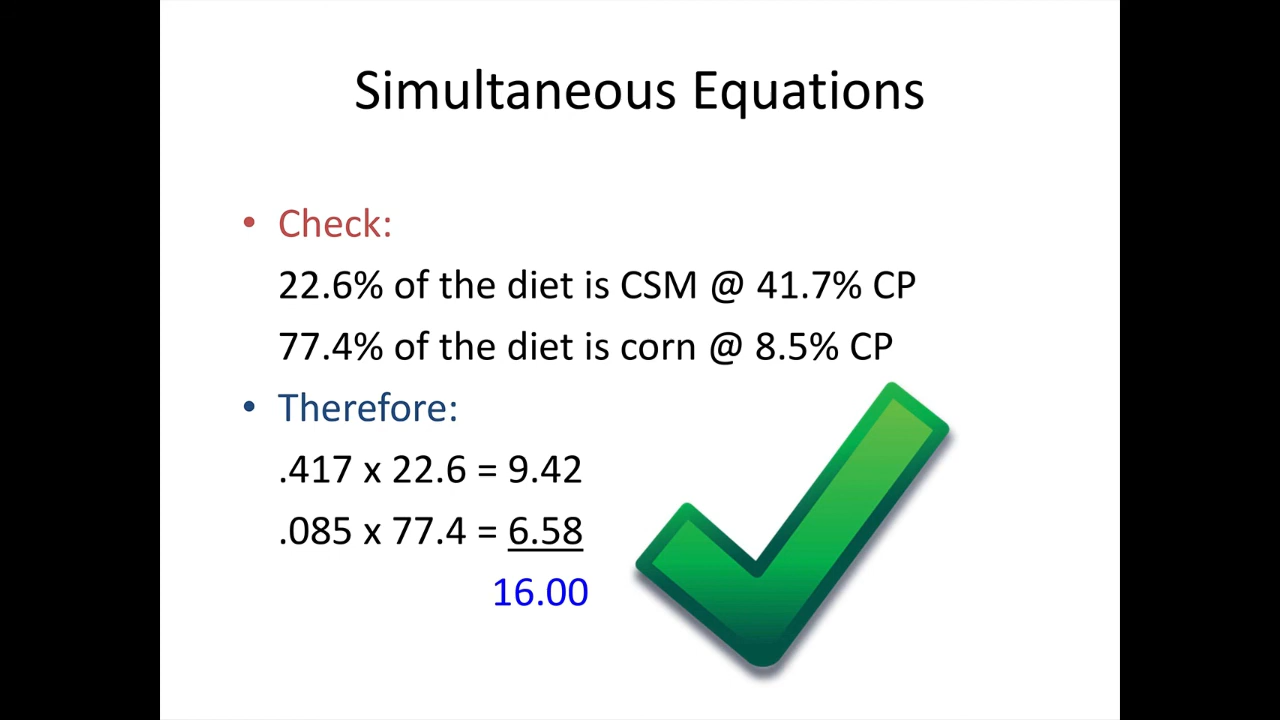 Simultaneous Equations
• Check:
22.6% of the diet is CSM @ 41.7% CP
77.4% of the diet is corn @ 8.5% CP
• Therefore:
.417 x 22.6 = 9.42
.085 x 77.4 = 6.58
16.00